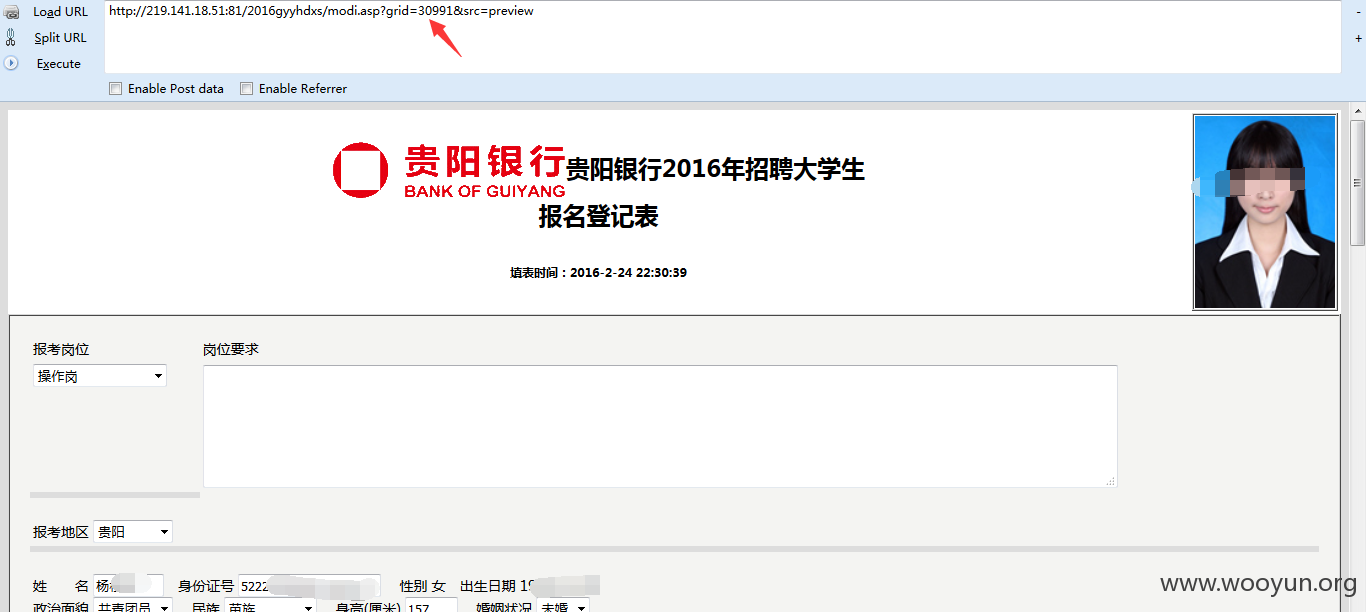 Load URL http://219.141.18.51:81/2016gyyhdxs/modi.asp?grid=30991&src=preview
Split URL
Execute
Enable Post data Enable Referrer
贵阳银行 贵阳银行2016年招聘大学生
BANK OF GUIYANG
报名登记表
填表时间：2016-2-24 22:30:39
报考岗位 岗位要求
操作岗
报考地区 贵阳
姓 名 杨 身份证号 5222 性别 女 出生日期 19
政治面貌 共青团员 民族 苗族 身高(厘米) 157 婚姻状况 未婚
www.wooyun.org